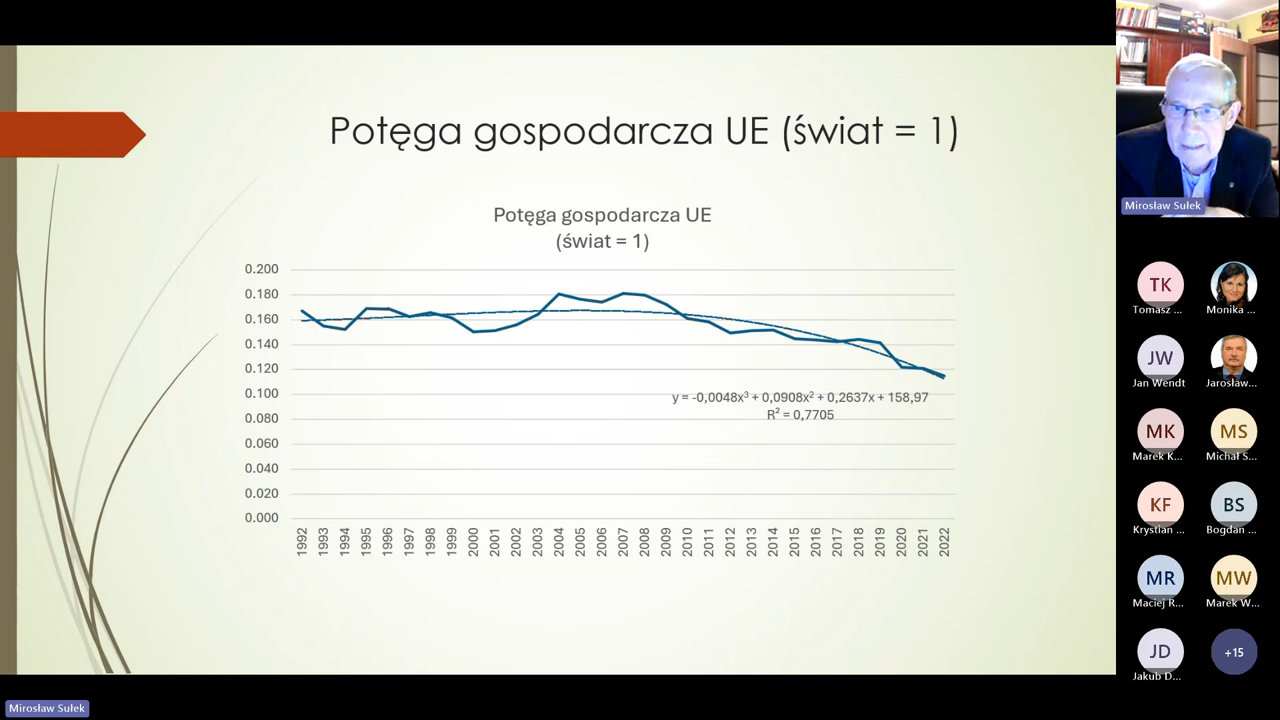 Potęga gospodarcza UE (świat = 1)
Potęga gospodarcza UE
(świat = 1)
0.200
0.180
0.160
0.140
0.120
0.100
0.080
0.060
0.040
0.020
0.000
y = -0,0048x³ + 0,0908x² + 0,2637x + 158,97
R² = 0,7705
1992
1993
1994
1995
1996
1997
1998
1999
2000
2001
2002
2003
2004
2005
2006
2007
2008
2009
2010
2011
2012
2013
2014
2015
2016
2017
2018
2019
2020
2021
2022
Mirosław Sułek
TK
Tomasz ...
Monika ...
JW
Jan Wendt
Jarosław...
MK
Marek K...
MS
Michał S...
KF
Krystian ...
BS
Bogdan ...
MR
Maciej R...
MW
Marek W...
JD
Jakub D...
+15
Mirosław Sułek